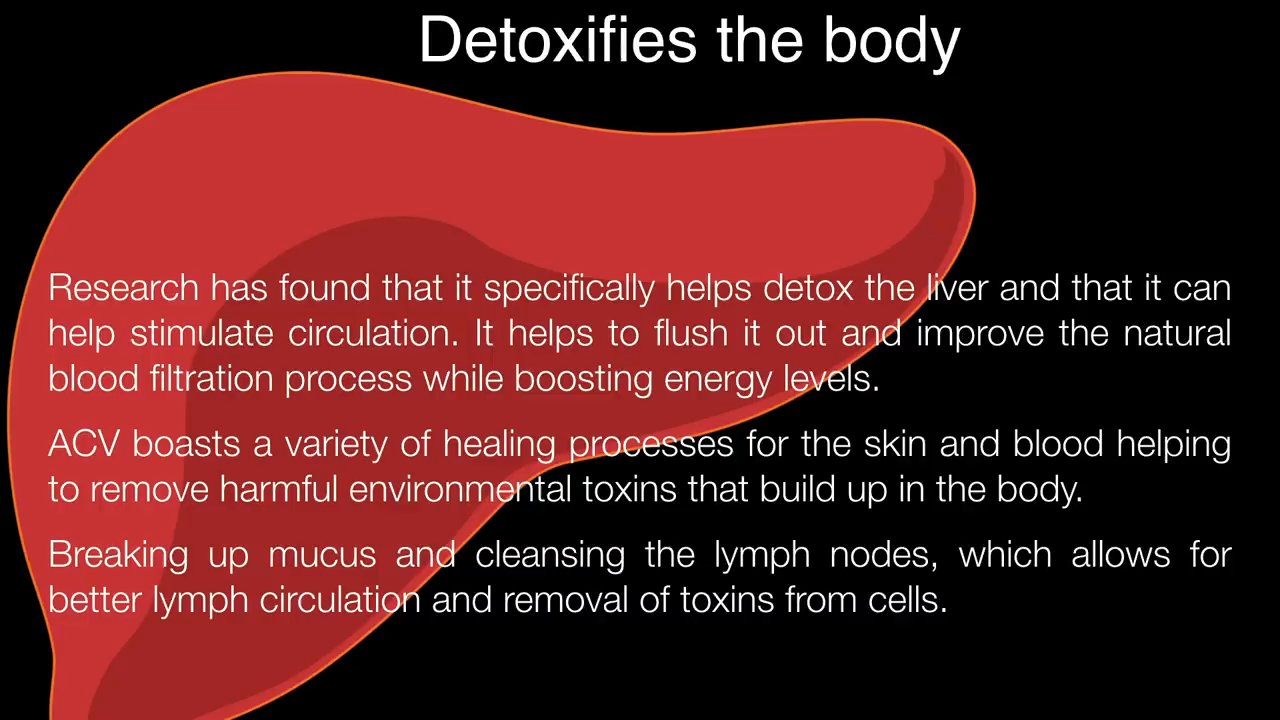 Detoxifies the body
Research has found that it specifically helps detox the liver and that it can
help stimulate circulation. It helps to flush it out and improve the natural
blood filtration process while boosting energy levels.
ACV boasts a variety of healing processes for the skin and blood helping
to remove harmful environmental toxins that build up in the body.
Breaking up mucus and cleansing the lymph nodes, which allows for
better lymph circulation and removal of toxins from cells.